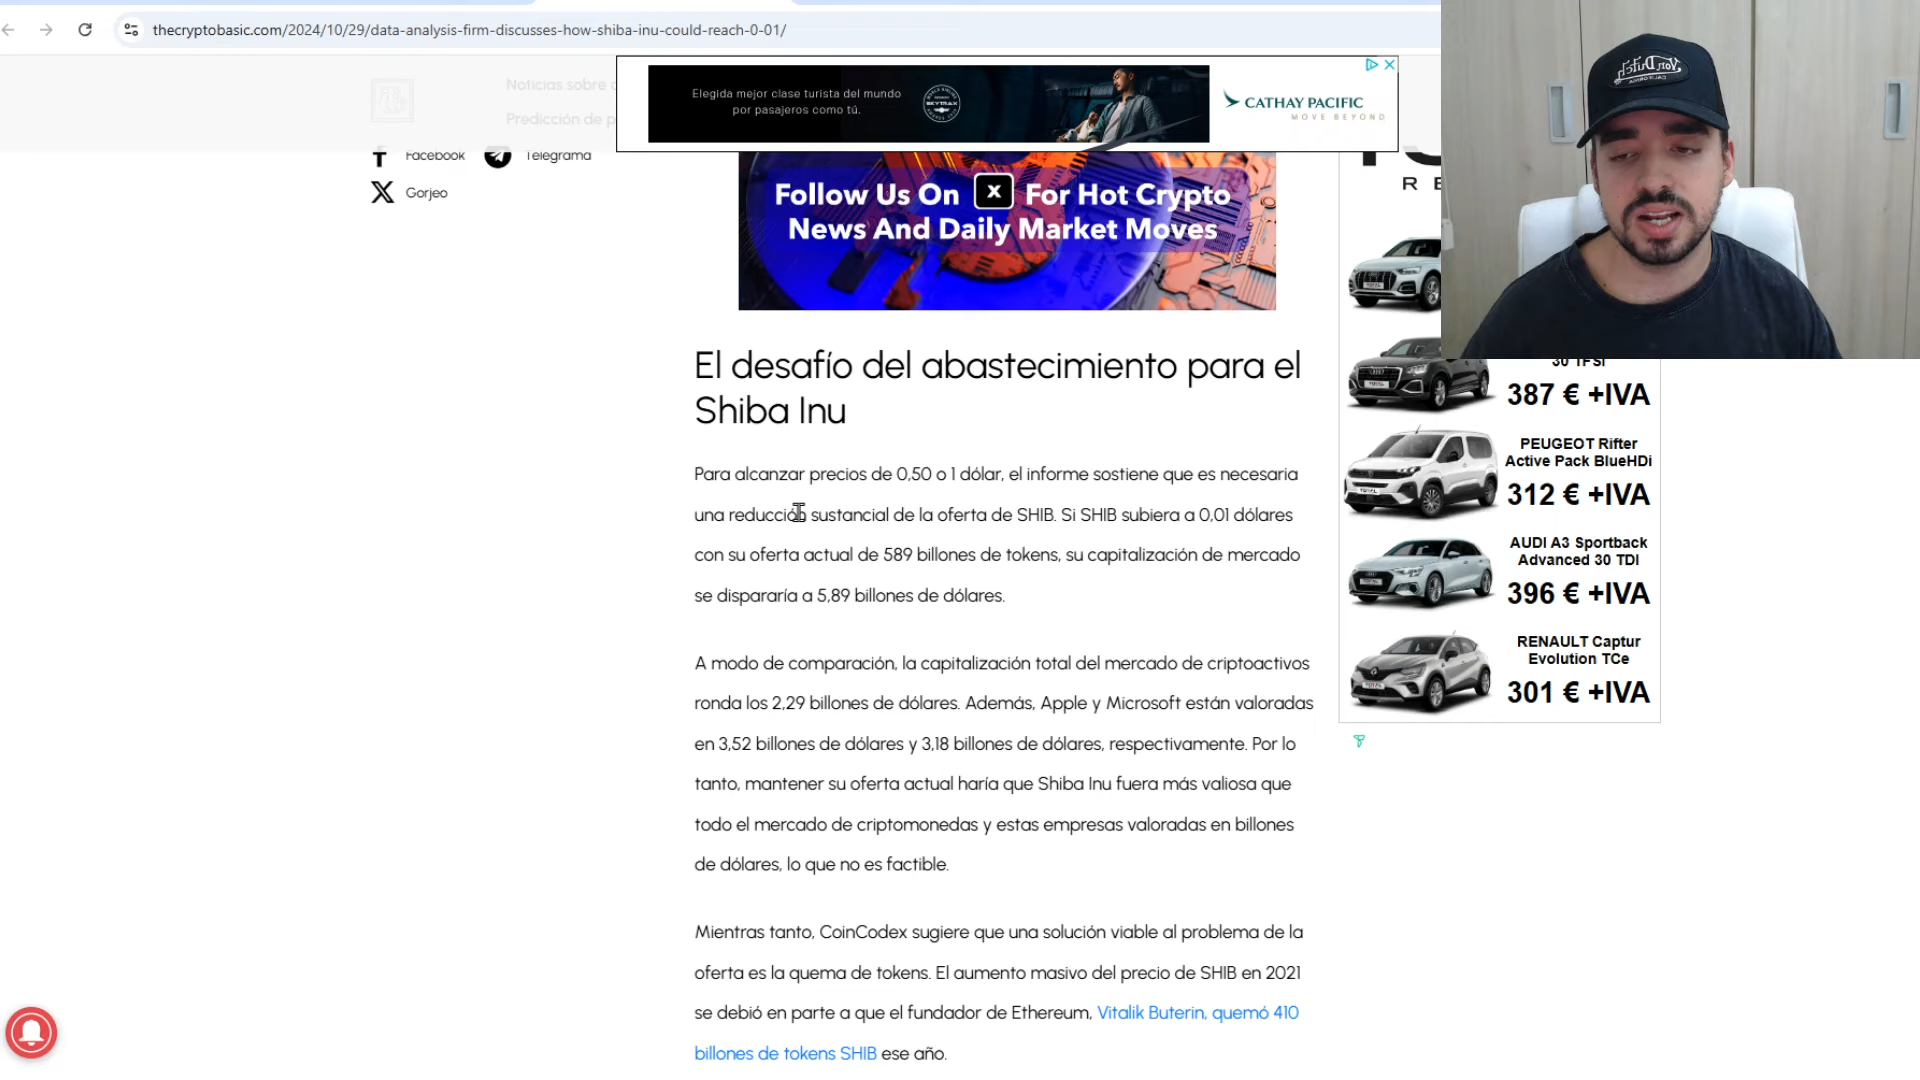 thecryptobasic.com/2024/10/29/data-analysis-firm-discusses-how-shiba-inu-could-reach-0-01/
Noticias sobre
Predicción de p
Elegida mejor clase turista del mundo
por pasajeros como tú.
SKYTRAX
CATHAY PACIFIC
MOVE BEYOND
Facebook
Telegrama
Gorjeo
Follow Us On X For Hot Crypto
News And Daily Market Moves
El desafío del abastecimiento para el
Shiba Inu
Para alcanzar precios de 0,50 o 1 dólar, el informe sostiene que es necesaria
una reducción sustancial de la oferta de SHIB. Si SHIB subiera a 0,01 dólares
con su oferta actual de 589 billones de tokens, su capitalización de mercado
se dispararía a 5,89 billones de dólares.
A modo de comparación, la capitalización total del mercado de criptoactivos
ronda los 2,29 billones de dólares. Además, Apple y Microsoft están valoradas
en 3,52 billones de dólares y 3,18 billones de dólares, respectivamente. Por lo
tanto, mantener su oferta actual haría que Shiba Inu fuera más valiosa que
todo el mercado de criptomonedas y estas empresas valoradas en billones
de dólares, lo que no es factible.
Mientras tanto, CoinCodex sugiere que una solución viable al problema de la
oferta es la quema de tokens. El aumento masivo del precio de SHIB en 2021
se debió en parte a que el fundador de Ethereum, Vitalik Buterin, quemó 410
billones de tokens SHIB ese año.
R E
30 TFSI
387 € +IVA
PEUGEOT Rifter
Active Pack BlueHDi
312 € +IVA
AUDI A3 Sportback
Advanced 30 TDI
396 € +IVA
RENAULT Captur
Evolution TCe
301 € +IVA
Von Dutch
CALIFORNIA